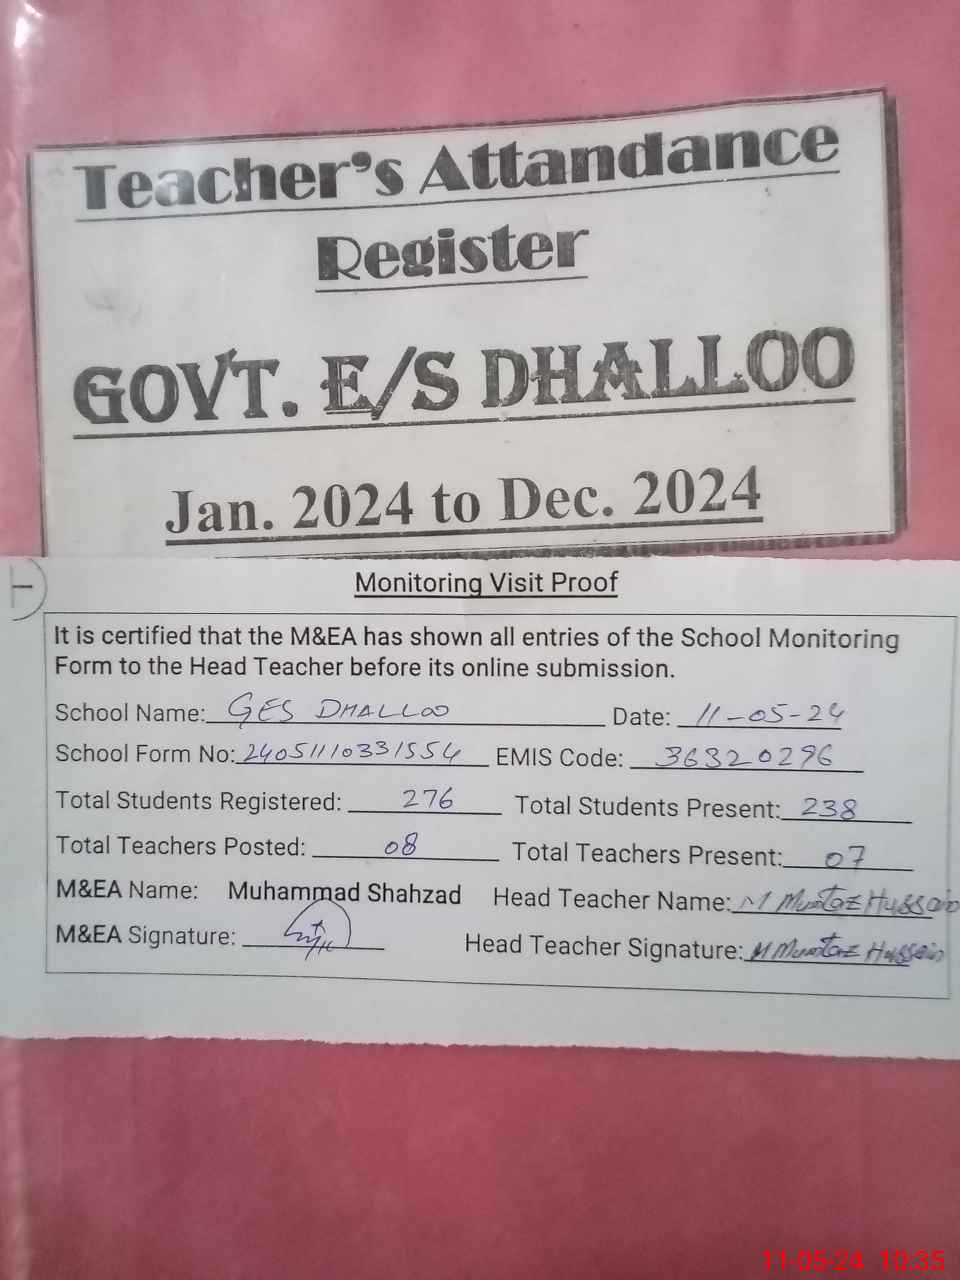 Teacher's Attandance
Register
GOVT. E/S DHALLOO
Jan. 2024 to Dec. 2024
Monitoring Visit Proof
It is certified that the M&EA has shown all entries of the School Monitoring
Form to the Head Teacher before its online submission.
School Name: GES DHALLOO Date: 11-05-24
School Form No: 24051110331554 EMIS Code: 36320296
Total Students Registered: 276 Total Students Present: 238
Total Teachers Posted: 08 Total Teachers Present: 07
M&EA Name: Muhammad Shahzad Head Teacher Name: M Mumtaz Hussain
M&EA Signature: Head Teacher Signature: M Mumtaz Hussain
11-05-24 10:35